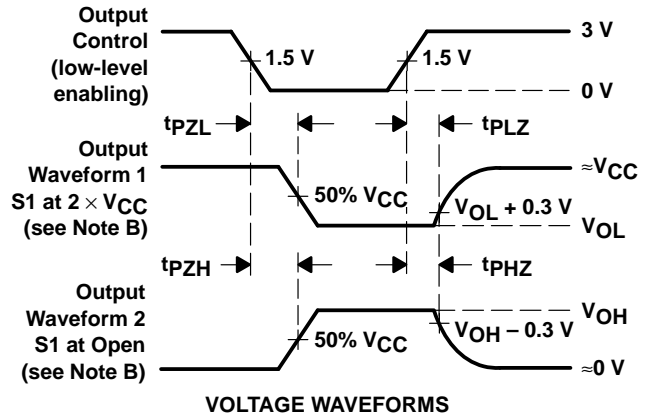 Output
Control
(low-level
enabling)
1.5 V
1.5 V
3 V
0 V
tPZL
tPLZ
Output
Waveform 1
S1 at 2 × VCC
(see Note B)
50% VCC
VOL + 0.3 V
≈VCC
VOL
tPZH
tPHZ
Output
Waveform 2
S1 at Open
(see Note B)
50% VCC
VOH − 0.3 V
VOH
≈0 V
VOLTAGE WAVEFORMS